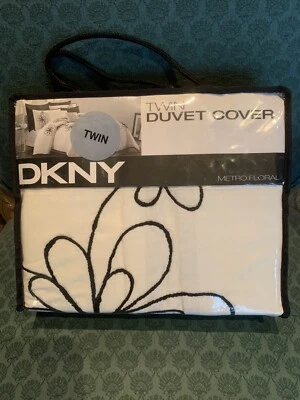 TWIN
DUVET COVER
TWIN
DKNY
METRO FLORAL